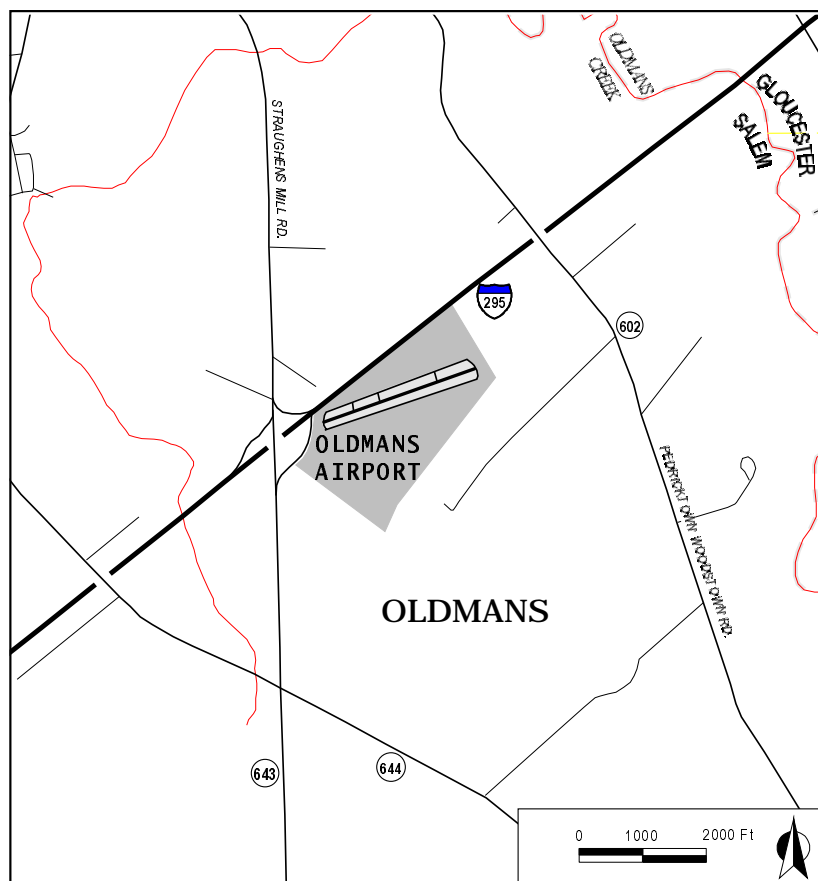 OLDMANS
CREEK
GLOUCESTER
SALEM
STRAUGHENS MILL RD.
295
602
OLDMANS
AIRPORT
PEDRICKTOWN WOODSTOWN RD.
OLDMANS
643
644
0 1000 2000 Ft